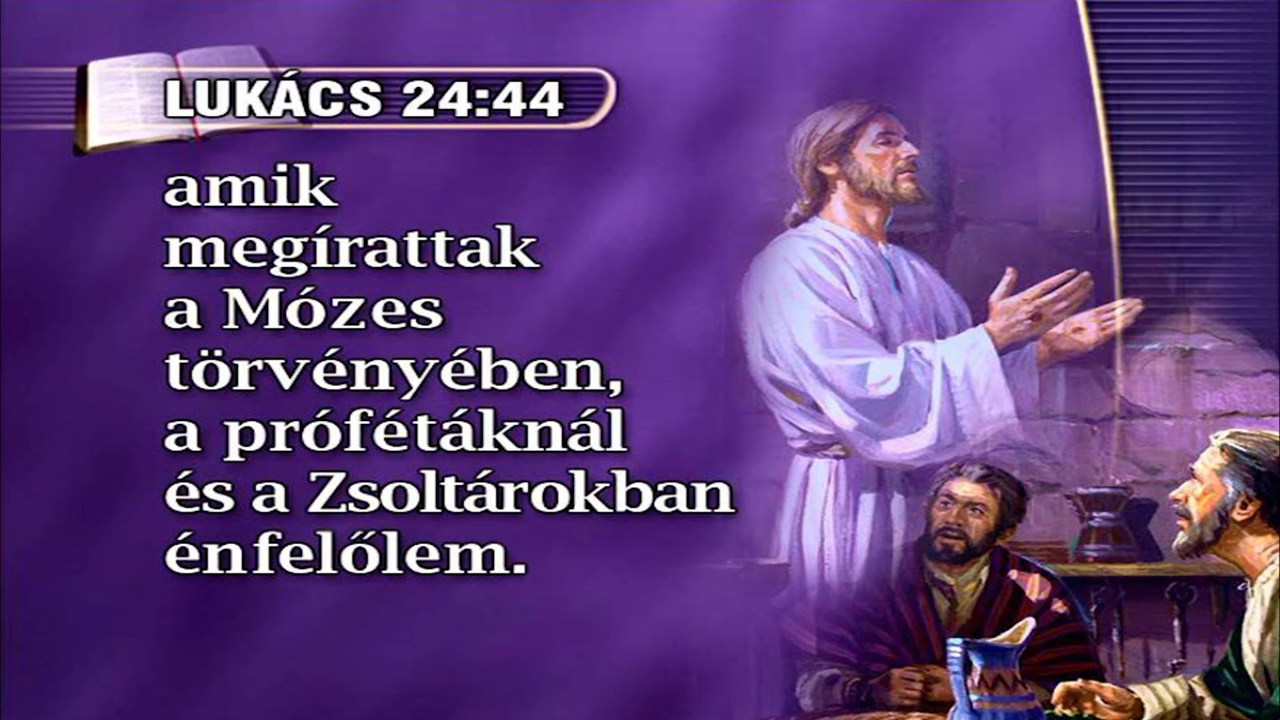 LUKÁCS 24:44
amik
megírattak
a Mózes
törvényében,
a prófétáknál
és a Zsoltárokban
énfelőlem.